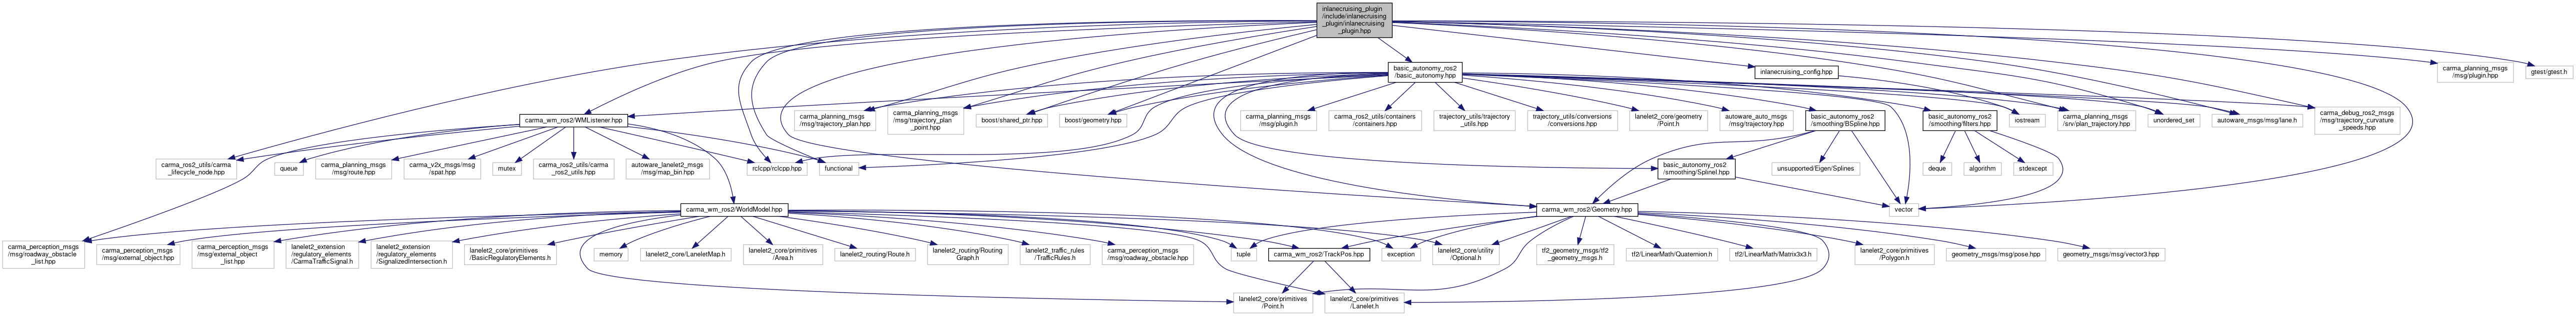 inlanecruising_plugin
/include/inlanecruising
_plugin/inlanecruising
_plugin.hpp
basic_autonomy_ros2
/basic_autonomy.hpp
inlanecruising_config.hpp
carma_planning_msgs
/msg/plugin.hpp
gtest/gtest.h
carma_wm_ros2/WMListener.hpp
carma_planning_msgs
/msg/trajectory_plan.hpp
carma_planning_msgs
/msg/trajectory_plan
_point.hpp
boost/shared_ptr.hpp
boost/geometry.hpp
carma_planning_msgs
/msg/plugin.h
carma_ros2_utils/containers
/containers.hpp
trajectory_utils/trajectory
_utils.hpp
trajectory_utils/conversions
/conversions.hpp
lanelet2_core/geometry
/Point.h
autoware_auto_msgs
/msg/trajectory.hpp
basic_autonomy_ros2
/smoothing/BSpline.hpp
basic_autonomy_ros2
/smoothing/filters.hpp
iostream
carma_planning_msgs
/srv/plan_trajectory.hpp
unordered_set
autoware_msgs/msg/lane.h
carma_debug_ros2_msgs
/msg/trajectory_curvature
_speeds.hpp
carma_ros2_utils/carma
_lifecycle_node.hpp
queue
carma_planning_msgs
/msg/route.hpp
carma_v2x_msgs/msg
/spat.hpp
mutex
carma_ros2_utils/carma
_ros2_utils.hpp
autoware_lanelet2_msgs
/msg/map_bin.hpp
rclcpp/rclcpp.hpp
functional
basic_autonomy_ros2
/smoothing/SplineI.hpp
unsupported/Eigen/Splines
deque
algorithm
stdexcept
carma_wm_ros2/WorldModel.hpp
carma_wm_ros2/Geometry.hpp
vector
carma_perception_msgs
/msg/roadway_obstacle
_list.hpp
carma_perception_msgs
/msg/external_object.hpp
carma_perception_msgs
/msg/external_object
_list.hpp
lanelet2_extension
/regulatory_elements
/CarmaTrafficSignal.h
lanelet2_extension
/regulatory_elements
/SignalizedIntersection.h
lanelet2_core/primitives
/BasicRegulatoryElements.h
memory
lanelet2_core/LaneletMap.h
lanelet2_core/primitives
/Area.h
lanelet2_routing/Route.h
lanelet2_routing/Routing
Graph.h
lanelet2_traffic_rules
/TrafficRules.h
carma_perception_msgs
/msg/roadway_obstacle.hpp
tuple
carma_wm_ros2/TrackPos.hpp
exception
lanelet2_core/utility
/Optional.h
tf2_geometry_msgs/tf2
_geometry_msgs.h
tf2/LinearMath/Quaternion.h
tf2/LinearMath/Matrix3x3.h
lanelet2_core/primitives
/Polygon.h
geometry_msgs/msg/pose.hpp
geometry_msgs/msg/vector3.hpp
lanelet2_core/primitives
/Point.h
lanelet2_core/primitives
/Lanelet.h